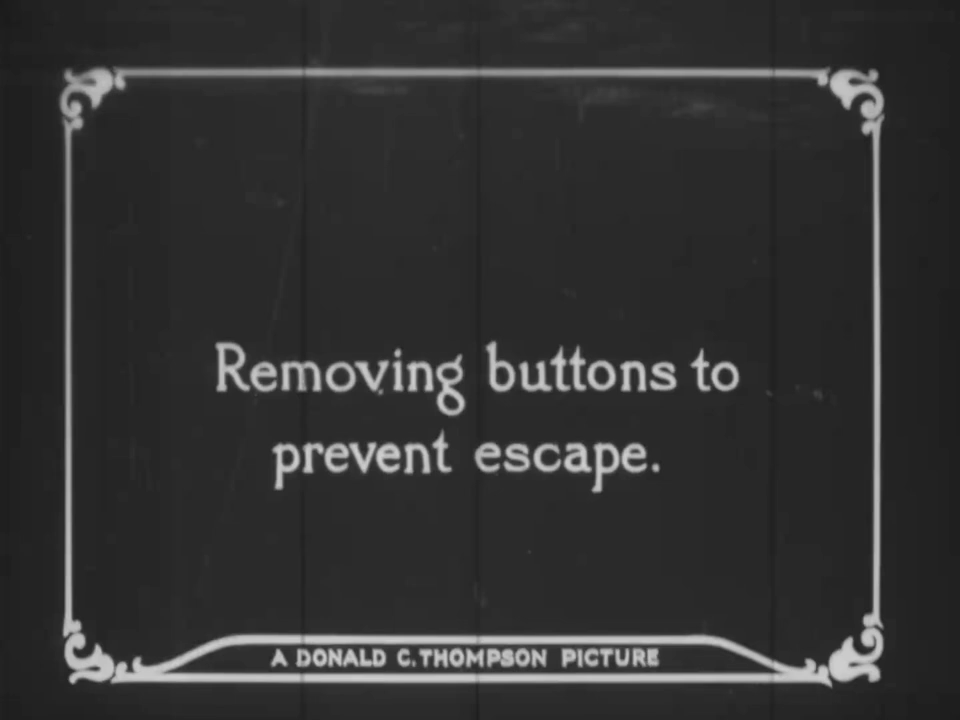 Removing buttons to
prevent escape.
A DONALD C. THOMPSON PICTURE